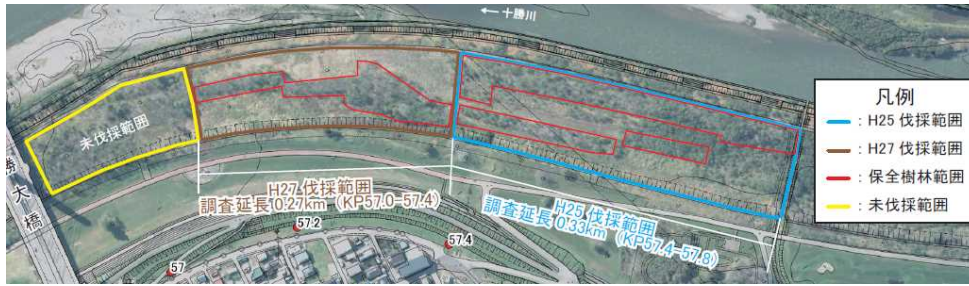 ← 十勝川
未伐採範囲
勝大橋
H27 伐採範囲
調査延長 0.27km (KP57.0-57.4)
H25 伐採範囲
調査延長 0.33km (KP57.4-57.8)
57
57.2
57.4
凡例
: H25 伐採範囲
: H27 伐採範囲
: 保全樹林範囲
: 未伐採範囲